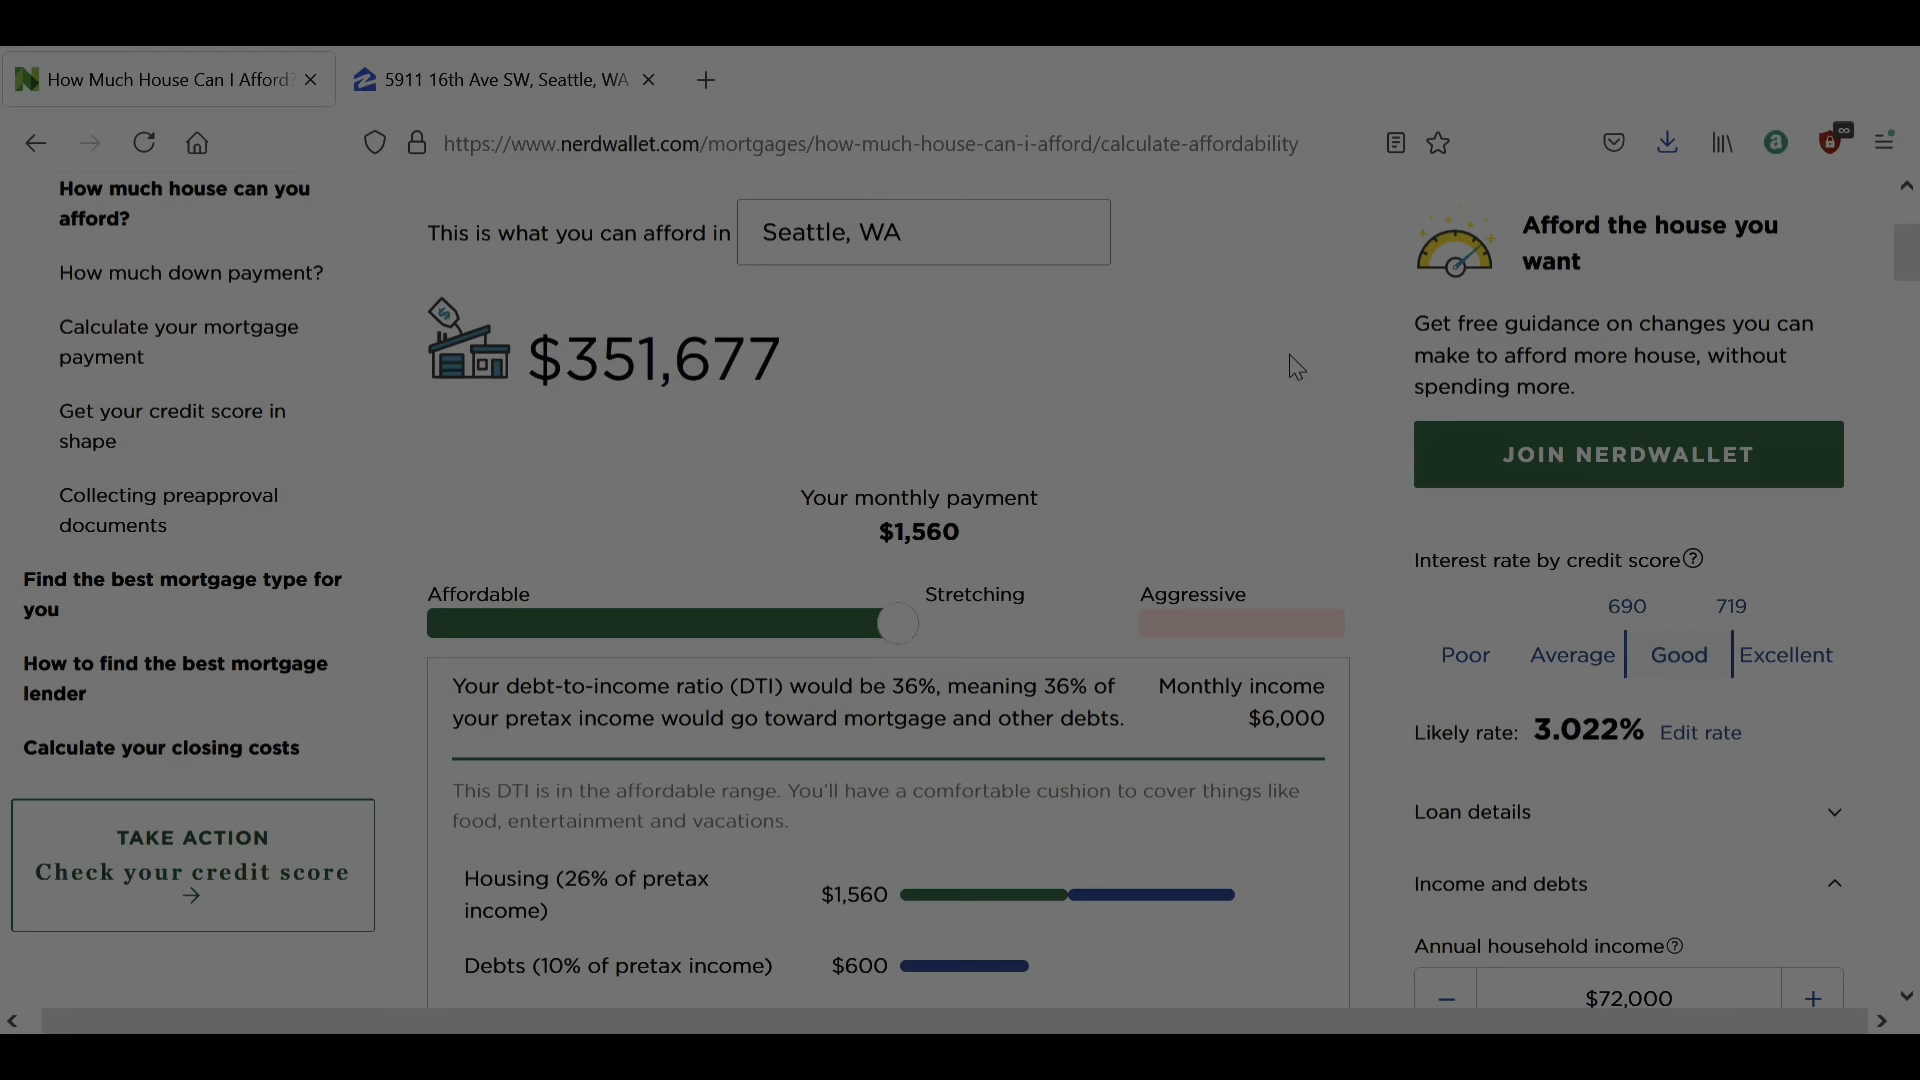 How Much House Can I Afford?
5911 16th Ave SW, Seattle, WA
https://www.nerdwallet.com/mortgages/how-much-house-can-i-afford/calculate-affordability
How much house can you
afford?
How much down payment?
Calculate your mortgage
payment
Get your credit score in
shape
Collecting preapproval
documents
Find the best mortgage type for
you
How to find the best mortgage
lender
Calculate your closing costs
TAKE ACTION
Check your credit score
→
This is what you can afford in
Seattle, WA
$351,677
Your monthly payment
$1,560
Affordable
Stretching
Aggressive
Your debt-to-income ratio (DTI) would be 36%, meaning 36% of
your pretax income would go toward mortgage and other debts.
Monthly income
$6,000
This DTI is in the affordable range. You'll have a comfortable cushion to cover things like
food, entertainment and vacations.
Housing (26% of pretax
income)
$1,560
Debts (10% of pretax income)
$600
Afford the house you
want
Get free guidance on changes you can
make to afford more house, without
spending more.
JOIN NERDWALLET
Interest rate by credit score
690 719
Poor Average Good Excellent
Likely rate: 3.022% Edit rate
Loan details
Income and debts
Annual household income
− $72,000 +